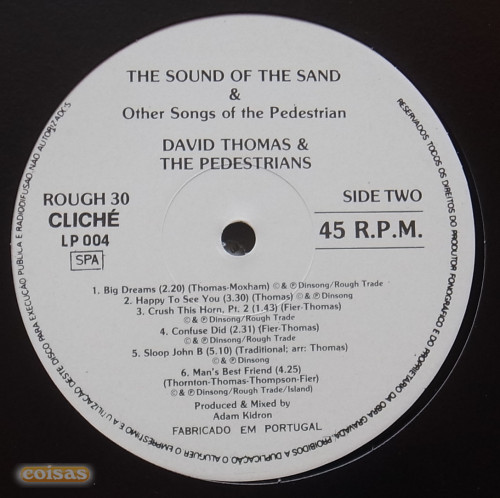 THE SOUND OF THE SAND
&
Other Songs of the Pedestrian
DAVID THOMAS &
THE PEDESTRIANS
ROUGH 30
CLICHÉ
LP 004
SPA
SIDE TWO
45 R.P.M.
1. Big Dreams (2.20) (Thomas-Moxham) © & ℗ Dinsong/Rough Trade
2. Happy To See You (3.30) (Thomas) © & ℗ Dinsong
3. Crush This Horn, Pt. 2 (1.43) (Fier-Thomas)
© & ℗ Dinsong/Rough Trade
4. Confuse Did (2.31) (Fier-Thomas)
© & ℗ Dinsong/Rough Trade
5. Sloop John B (5.10) (Traditional; arr: Thomas)
© & ℗ Dinsong
6. Man's Best Friend (4.25)
(Thornton-Thomas-Thompson-Fier)
© & ℗ Dinsong/Rough Trade/Island)
Produced & Mixed by
Adam Kidron
FABRICADO EM PORTUGAL
RESERVADOS TODOS OS DIREITOS DO PRODUTOR FONOGRAFICO E DO PROPRIETARIO DA OBRA GRAVADA. PROIBIDOS A DUPLICAÇÃO O ALUGUER O EMPRESTIMO E A UTILIZAÇÃO DESTE DISCO PARA EXECUÇÃO PUBLICA E RADIODIFUSÃO NÃO AUTORIZADOS
coisas